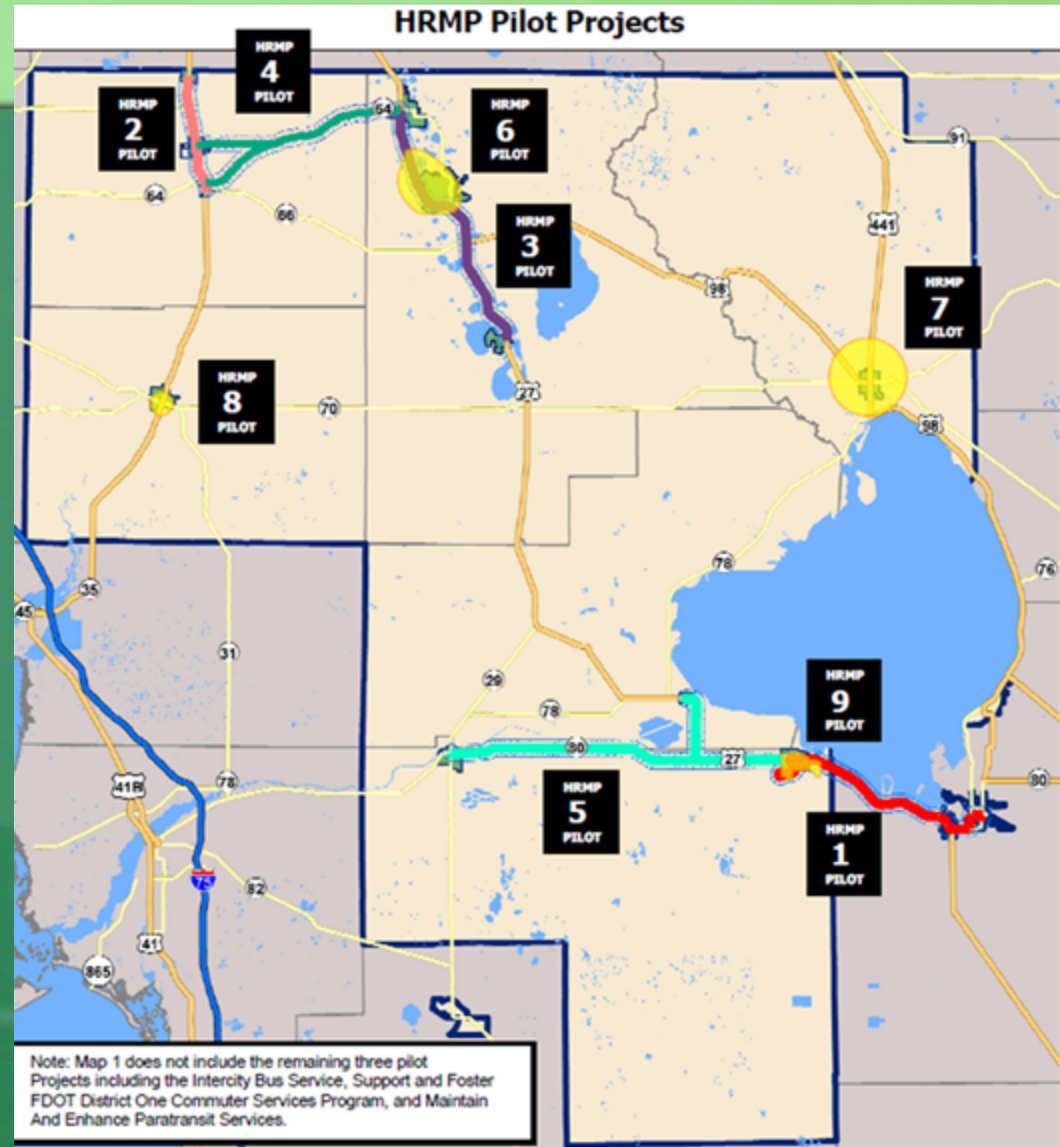 HRMP Pilot Projects
HRMP
4
PILOT
HRMP
2
PILOT
64
HRMP
6
PILOT
91
64
66
HRMP
3
PILOT
441
98
HRMP
7
PILOT
HRMP
8
PILOT
70
27
98
78
76
35
45
31
29
78
HRMP
9
PILOT
80
27
41B
78
80
HRMP
5
PILOT
HRMP
1
PILOT
75
82
41
865
Note: Map 1 does not include the remaining three pilot
Projects including the Intercity Bus Service, Support and Foster
FDOT District One Commuter Services Program, and Maintain
And Enhance Paratransit Services.